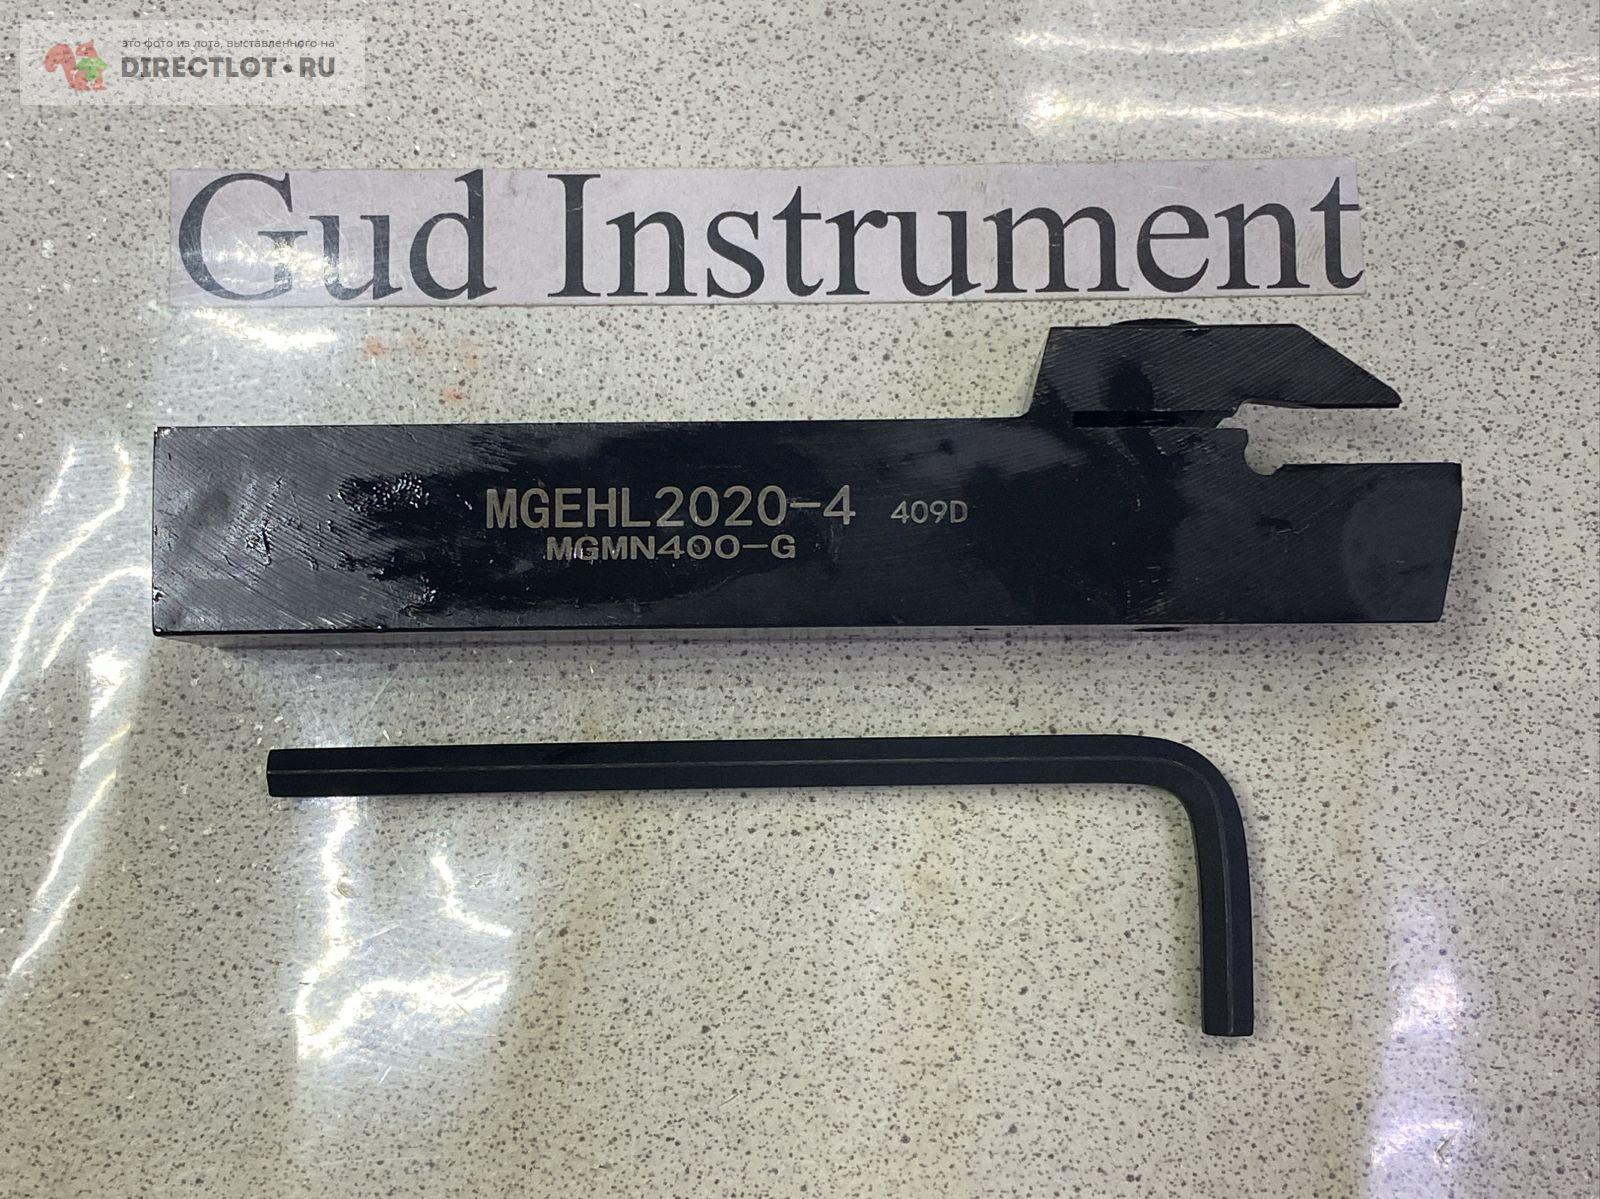 это фото из лота, выставленного на
DIRECTLOT.RU
Gud Instrument
MGEHL2020-4 409D
MGMN400-G